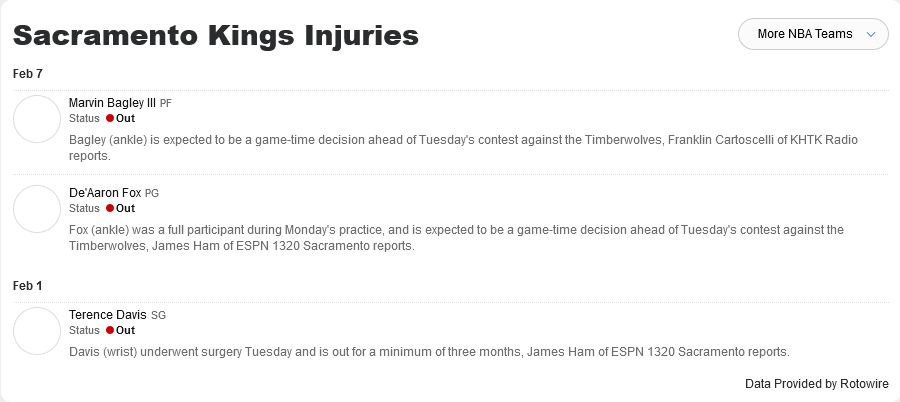 Sacramento Kings Injuries
More NBA Teams
Feb 7
Marvin Bagley III PF
Status Out
Bagley (ankle) is expected to be a game-time decision ahead of Tuesday's contest against the Timberwolves, Franklin Cartoscelli of KHTK Radio
reports.
De'Aaron Fox PG
Status Out
Fox (ankle) was a full participant during Monday's practice, and is expected to be a game-time decision ahead of Tuesday's contest against the
Timberwolves, James Ham of ESPN 1320 Sacramento reports.
Feb 1
Terence Davis SG
Status Out
Davis (wrist) underwent surgery Tuesday and is out for a minimum of three months, James Ham of ESPN 1320 Sacramento reports.
Data Provided by Rotowire